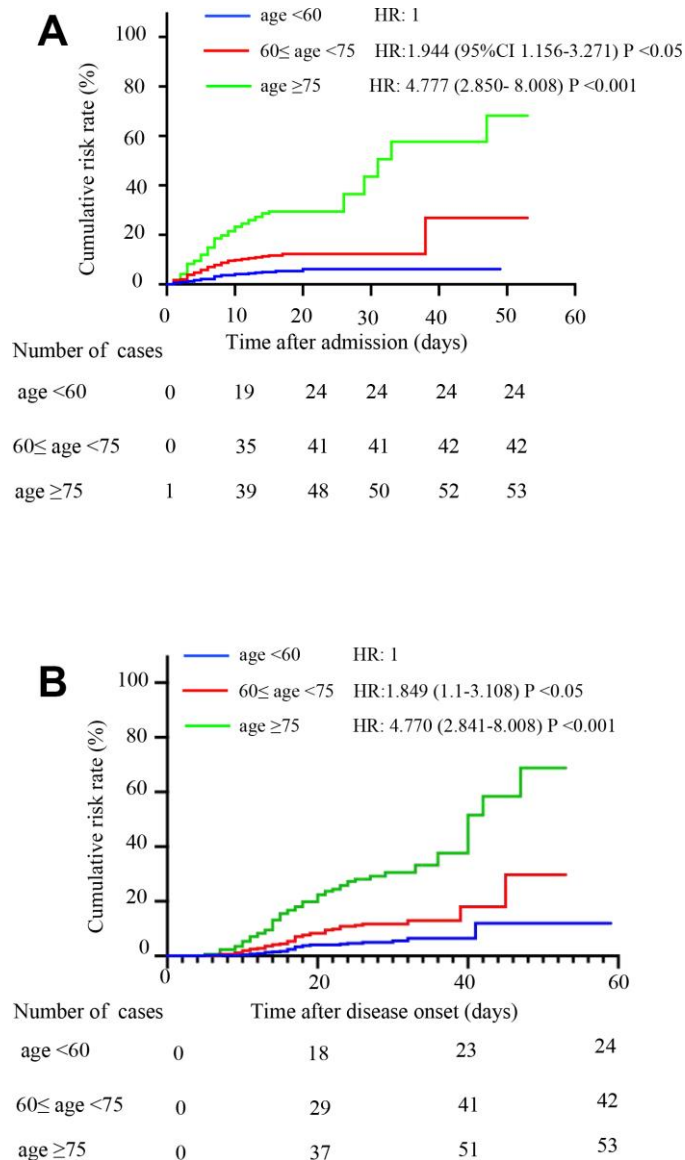 A
age <60 HR: 1
60≤ age <75 HR:1.944 (95%CI 1.156-3.271) P <0.05
age ≥75 HR: 4.777 (2.850- 8.008) P <0.001
Cumulative risk rate (%)
100
80
60
40
20
0
0 10 20 30 40 50 60
Time after admission (days)
Number of cases
age <60 0 19 24 24 24 24
60≤ age <75 0 35 41 41 42 42
age ≥75 1 39 48 50 52 53
B
age <60 HR: 1
60≤ age <75 HR:1.849 (1.1-3.108) P <0.05
age ≥75 HR: 4.770 (2.841-8.008) P <0.001
Cumulative risk rate (%)
100
80
60
40
20
0
0 20 40 60
Number of cases Time after disease onset (days)
age <60 0 18 23 24
60≤ age <75 0 29 41 42
age ≥75 0 37 51 53